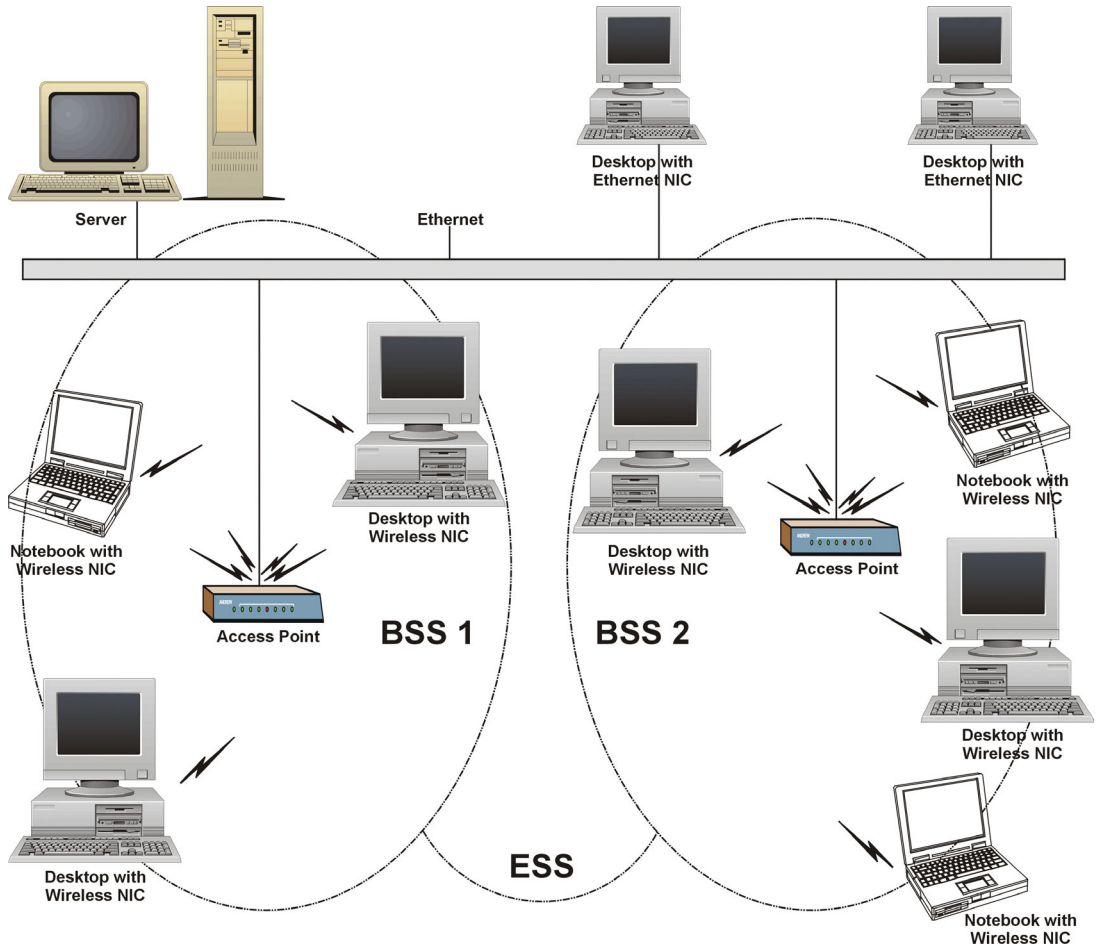 Desktop with
Ethernet NIC
Desktop with
Ethernet NIC
Server
Ethernet
Notebook with
Wireless NIC
Desktop with
Wireless NIC
Access Point
BSS 1
Desktop with
Wireless NIC
Desktop with
Wireless NIC
BSS 2
Access Point
Notebook with
Wireless NIC
Desktop with
Wireless NIC
ESS
Notebook with
Wireless NIC